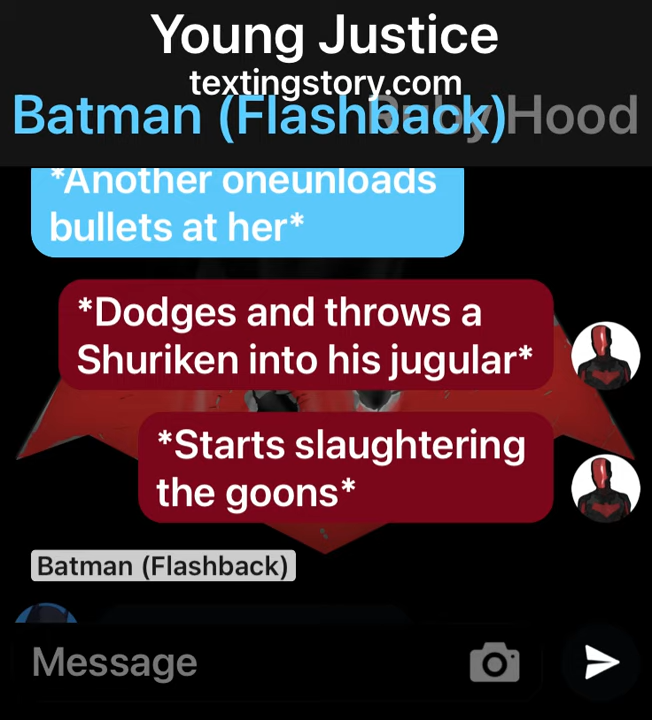 Young Justice
textingstory.com
Batman (Flashback) Hood
*Another oneunloads
bullets at her*
*Dodges and throws a
Shuriken into his jugular*
*Starts slaughtering
the goons*
Batman (Flashback)
Message